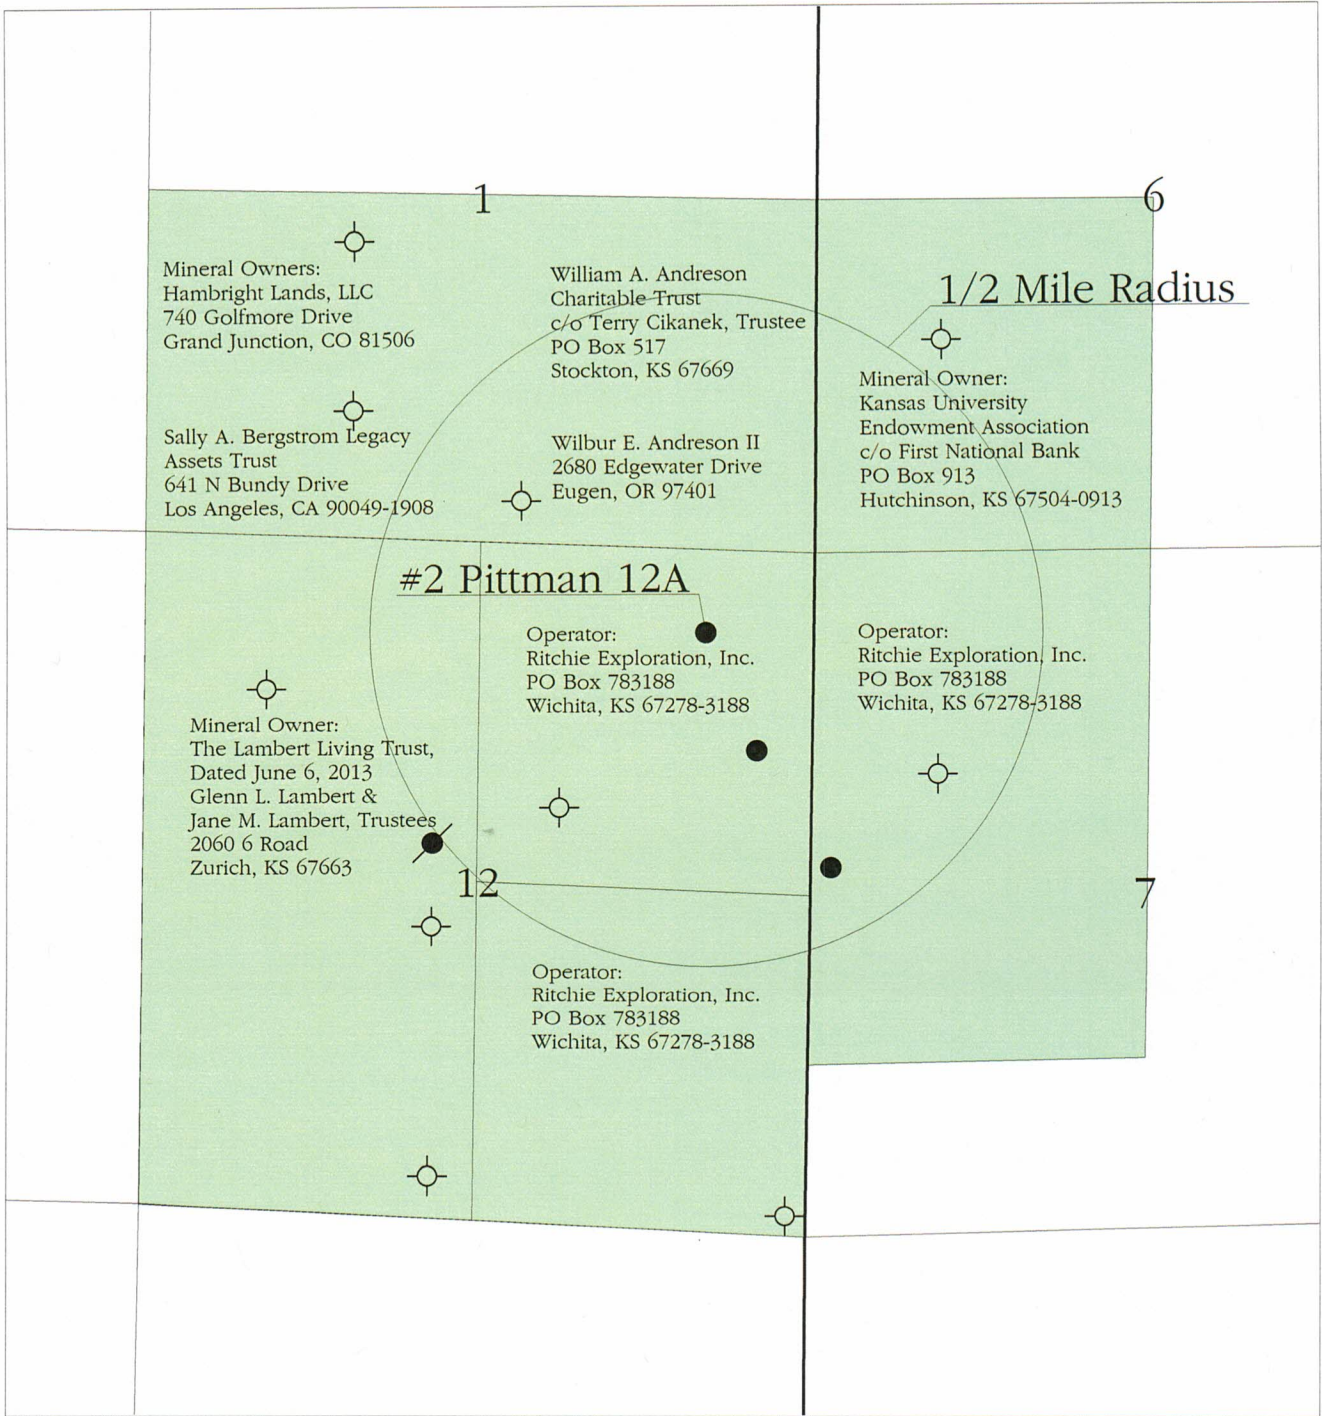 1
6
Mineral Owners:
Hambright Lands, LLC
740 Golfmore Drive
Grand Junction, CO 81506
William A. Andreson
Charitable Trust
c/o Terry Cikanek, Trustee
PO Box 517
Stockton, KS 67669
1/2 Mile Radius
Mineral Owner:
Kansas University
Endowment Association
c/o First National Bank
PO Box 913
Hutchinson, KS 67504-0913
Sally A. Bergstrom Legacy
Assets Trust
641 N Bundy Drive
Los Angeles, CA 90049-1908
Wilbur E. Andreson II
2680 Edgewater Drive
Eugen, OR 97401
#2 Pittman 12A
Operator:
Ritchie Exploration, Inc.
PO Box 783188
Wichita, KS 67278-3188
Operator:
Ritchie Exploration, Inc.
PO Box 783188
Wichita, KS 67278-3188
Mineral Owner:
The Lambert Living Trust,
Dated June 6, 2013
Glenn L. Lambert &
Jane M. Lambert, Trustees
2060 6 Road
Zurich, KS 67663
12
7
Operator:
Ritchie Exploration, Inc.
PO Box 783188
Wichita, KS 67278-3188